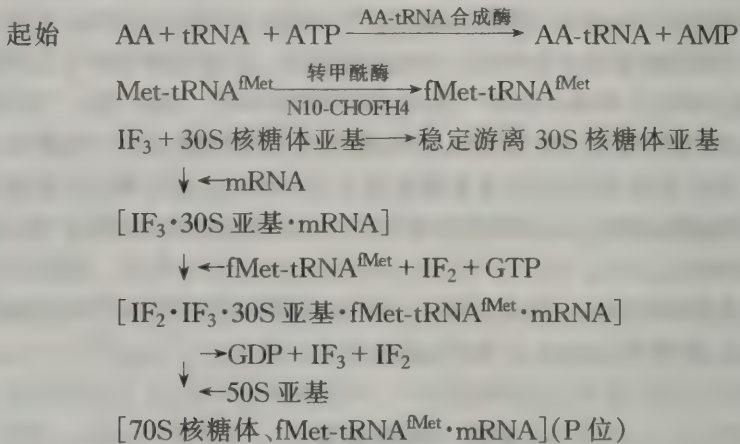 起始 AA + tRNA + ATP —AA-tRNA 合成酶→ AA-tRNA + AMP
Met-tRNA^fMet —转甲酰酶 / N10-CHOFH4→ fMet-tRNA^fMet
IF₃ + 30S 核糖体亚基 → 稳定游离 30S 核糖体亚基
↓ ←mRNA
[IF₃·30S 亚基·mRNA]
↓ ←fMet-tRNA^fMet + IF₂ + GTP
[IF₂·IF₃·30S 亚基·fMet-tRNA^fMet·mRNA]
→GDP + IF₃ + IF₂
↓ ←50S 亚基
[70S 核糖体、fMet-tRNA^fMet·mRNA](P 位)